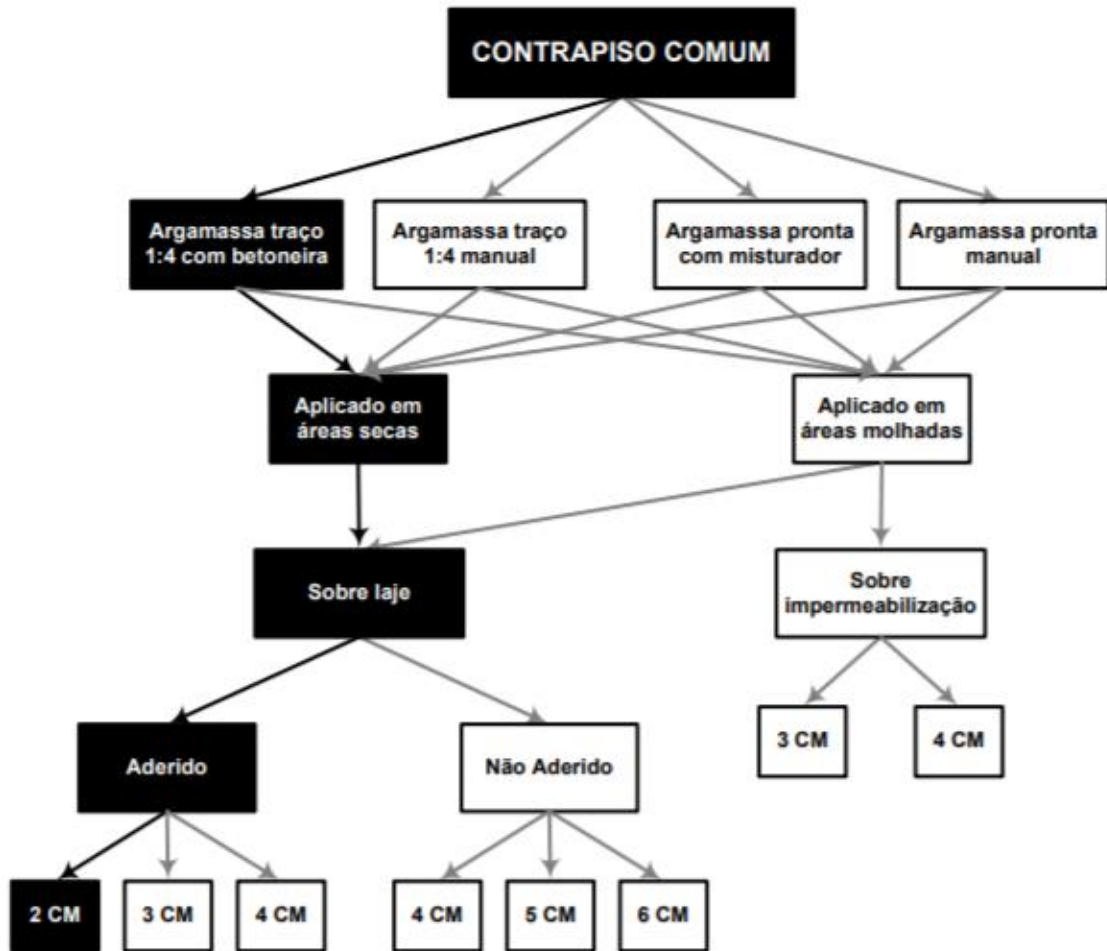 CONTRAPISO COMUM
Argamassa traço
1:4 com betoneira
Argamassa traço
1:4 manual
Argamassa pronta
com misturador
Argamassa pronta
manual
Aplicado em
áreas secas
Aplicado em
áreas molhadas
Sobre laje
Sobre
impermeabilização
3 CM
4 CM
Aderido
Não Aderido
2 CM
3 CM
4 CM
4 CM
5 CM
6 CM